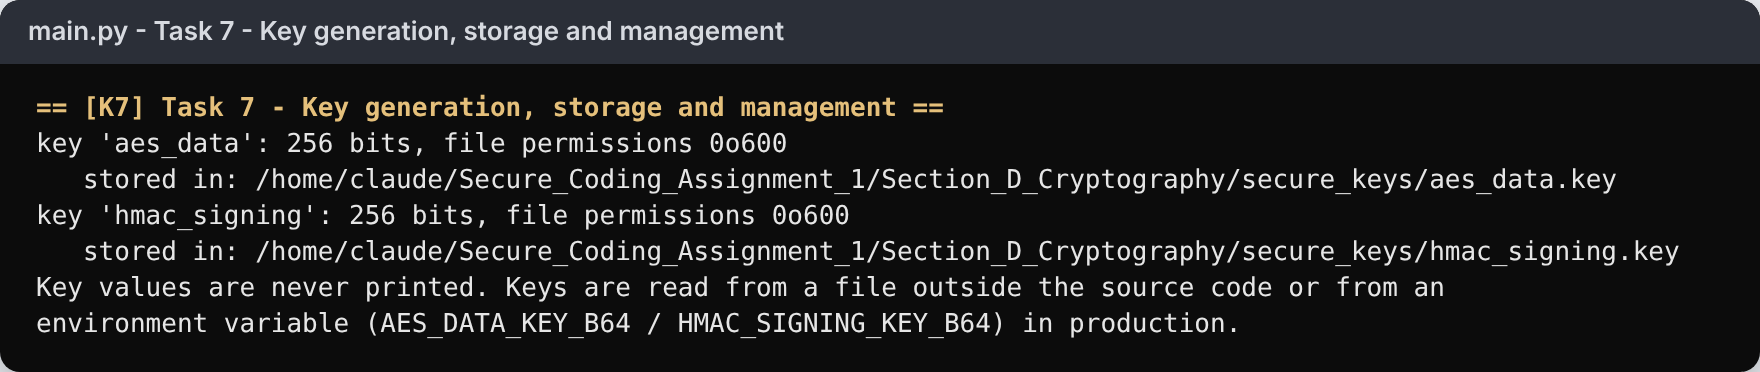 main.py - Task 7 - Key generation, storage and management
== [K7] Task 7 - Key generation, storage and management ==
key 'aes_data': 256 bits, file permissions 0o600
   stored in: /home/claude/Secure_Coding_Assignment_1/Section_D_Cryptography/secure_keys/aes_data.key
key 'hmac_signing': 256 bits, file permissions 0o600
   stored in: /home/claude/Secure_Coding_Assignment_1/Section_D_Cryptography/secure_keys/hmac_signing.key
Key values are never printed. Keys are read from a file outside the source code or from an
environment variable (AES_DATA_KEY_B64 / HMAC_SIGNING_KEY_B64) in production.